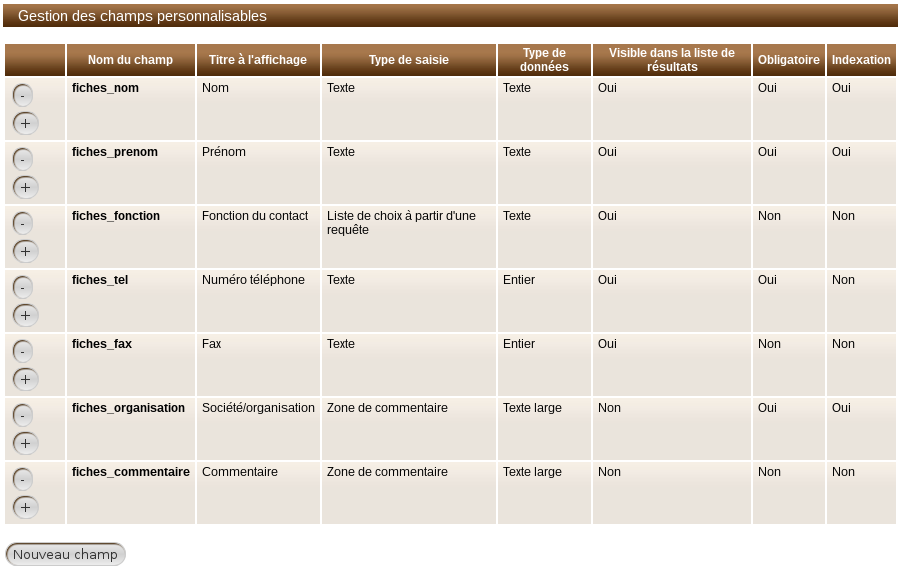 Gestion des champs personnalisables
Nom du champ Titre à l'affichage Type de saisie Type de données Visible dans la liste de résultats Obligatoire Indexation
- fiches_nom Nom Texte Texte Oui Oui Oui
+
- fiches_prenom Prénom Texte Texte Oui Oui Oui
+
- fiches_fonction Fonction du contact Liste de choix à partir d'une requête Texte Oui Non Non
+
- fiches_tel Numéro téléphone Texte Entier Oui Oui Non
+
- fiches_fax Fax Texte Entier Oui Non Non
+
- fiches_organisation Société/organisation Zone de commentaire Texte large Non Oui Oui
+
- fiches_commentaire Commentaire Zone de commentaire Texte large Non Non Non
+
Nouveau champ